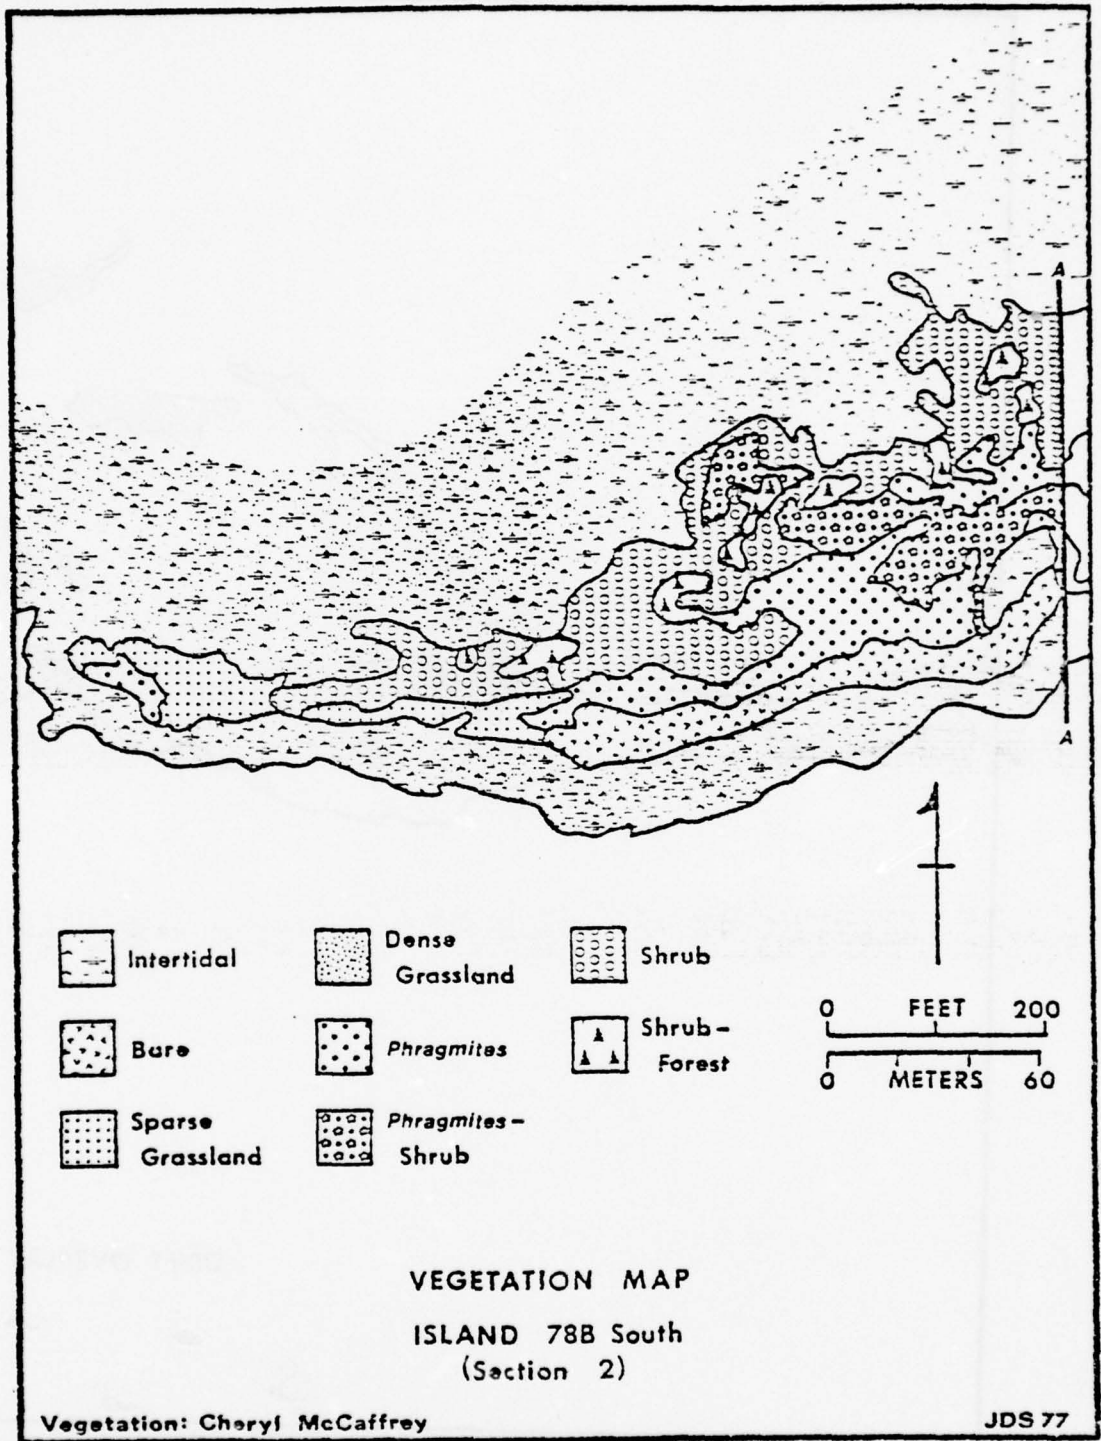 A
A
Intertidal
Bare
Sparse
Grassland
Dense
Grassland
Phragmites
Phragmites-
Shrub
Shrub
Shrub-
Forest
0 FEET 200
0 METERS 60
VEGETATION MAP
ISLAND 78B South
(Section 2)
Vegetation: Cheryl McCaffrey
JDS 77